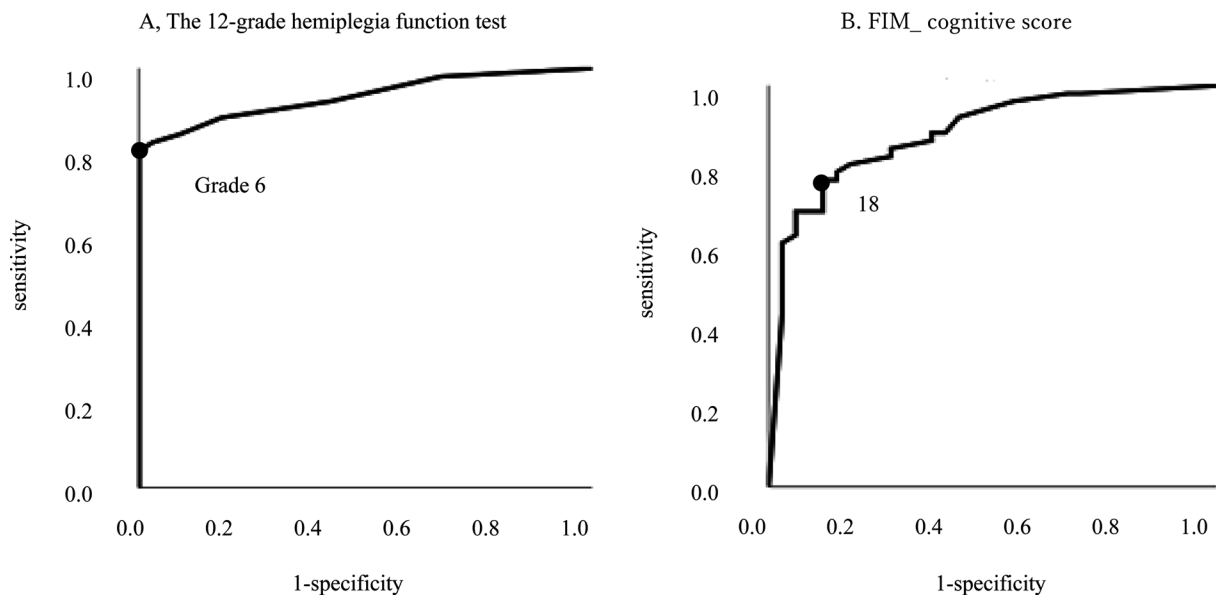 A, The 12-grade hemiplegia function test
1.0
0.8
0.6
0.4
0.2
0.0
sensitivity
Grade 6
0.0 0.2 0.4 0.6 0.8 1.0
1-specificity
B. FIM_ cognitive score
1.0
0.8
0.6
0.4
0.2
0.0
sensitivity
18
0.0 0.2 0.4 0.6 0.8 1.0
1-specificity